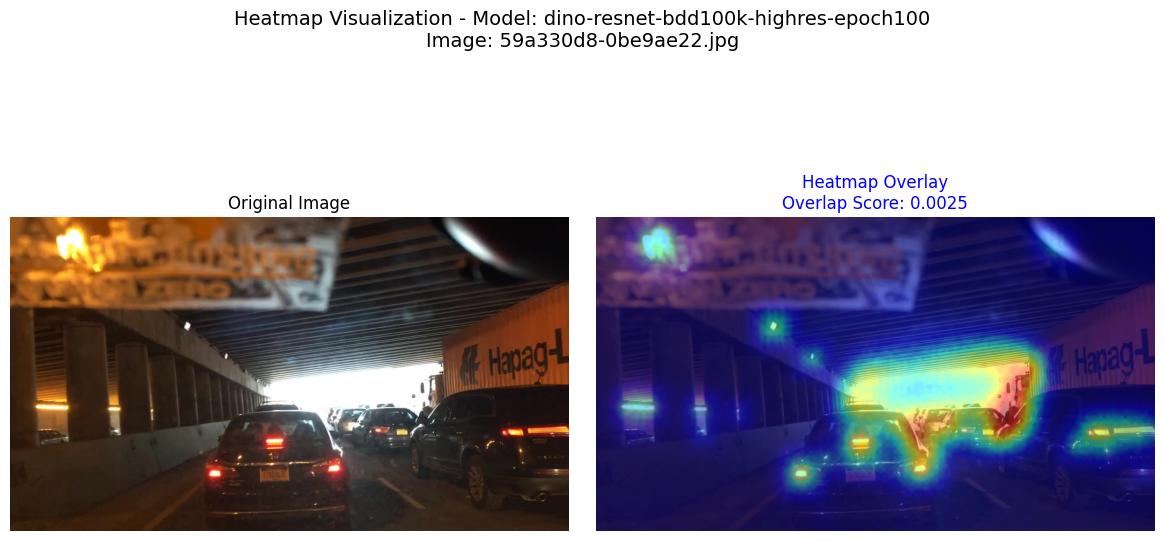 Heatmap Visualization - Model: dino-resnet-bdd100k-highres-epoch100
Image: 59a330d8-0be9ae22.jpg
Original Image
Heatmap Overlay
Overlap Score: 0.0025
Hapag-L
Hapag-L